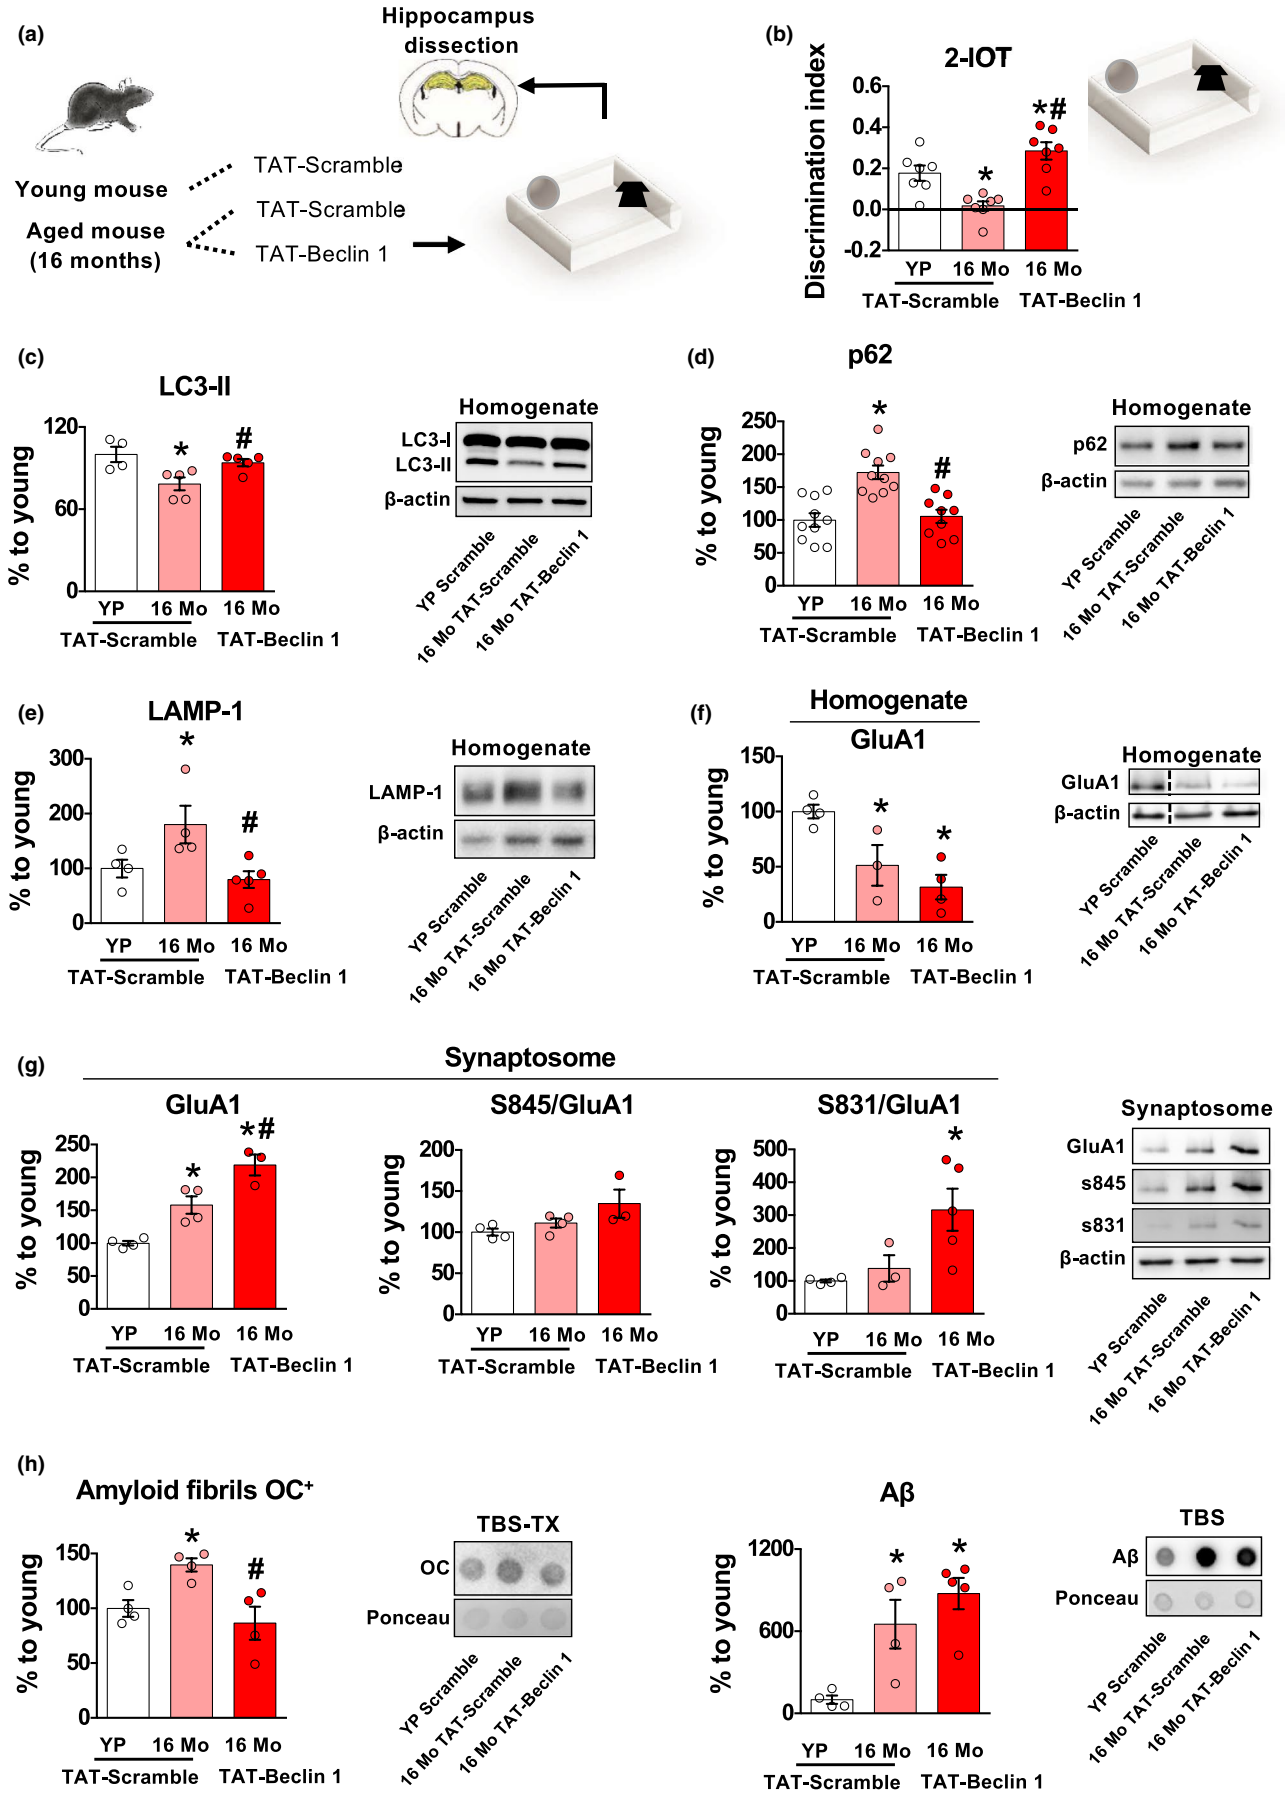 (a)
Hippocampus
dissection
Young mouse
TAT-Scramble
Aged mouse
(16 months)
TAT-Scramble
TAT-Beclin 1
(b)
2-IOT
Discrimination index
0.6
0.4
0.2
0.0
-0.2
*
*#
YP
16 Mo
16 Mo
TAT-Scramble
TAT-Beclin 1
(c)
LC3-II
% to young
120
60
0
*
#
YP
16 Mo
16 Mo
TAT-Scramble
TAT-Beclin 1
Homogenate
LC3-I
LC3-II
β-actin
YP Scramble
16 Mo TAT-Scramble
16 Mo TAT-Beclin 1
(d)
p62
% to young
250
200
150
100
50
0
*
#
YP
16 Mo
16 Mo
TAT-Scramble
TAT-Beclin 1
Homogenate
p62
β-actin
YP Scramble
16 Mo TAT-Scramble
16 Mo TAT-Beclin 1
(e)
LAMP-1
% to young
300
200
100
0
*
#
YP
16 Mo
16 Mo
TAT-Scramble
TAT-Beclin 1
Homogenate
LAMP-1
β-actin
YP Scramble
16 Mo TAT-Scramble
16 Mo TAT-Beclin 1
(f)
Homogenate
GluA1
% to young
150
100
50
0
*
*
YP
16 Mo
16 Mo
TAT-Scramble
TAT-Beclin 1
Homogenate
GluA1
β-actin
YP Scramble
16 Mo TAT-Scramble
16 Mo TAT-Beclin 1
(g)
Synaptosome
GluA1
% to young
250
200
150
100
50
0
*
*#
YP
16 Mo
16 Mo
TAT-Scramble
TAT-Beclin 1
S845/GluA1
% to young
200
150
100
50
0
YP
16 Mo
16 Mo
TAT-Scramble
TAT-Beclin 1
S831/GluA1
% to young
500
400
300
200
100
0
*
YP
16 Mo
16 Mo
TAT-Scramble
TAT-Beclin 1
Synaptosome
GluA1
s845
s831
β-actin
YP Scramble
16 Mo TAT-Scramble
16 Mo TAT-Beclin 1
(h)
Amyloid fibrils OC⁺
% to young
150
100
50
0
*
#
YP
16 Mo
16 Mo
TAT-Scramble
TAT-Beclin 1
TBS-TX
OC
Ponceau
YP Scramble
16 Mo TAT-Scramble
16 Mo TAT-Beclin 1
Aβ
% to young
1200
600
0
*
*
YP
16 Mo
16 Mo
TAT-Scramble
TAT-Beclin 1
TBS
Aβ
Ponceau
YP Scramble
16 Mo TAT-Scramble
16 Mo TAT-Beclin 1